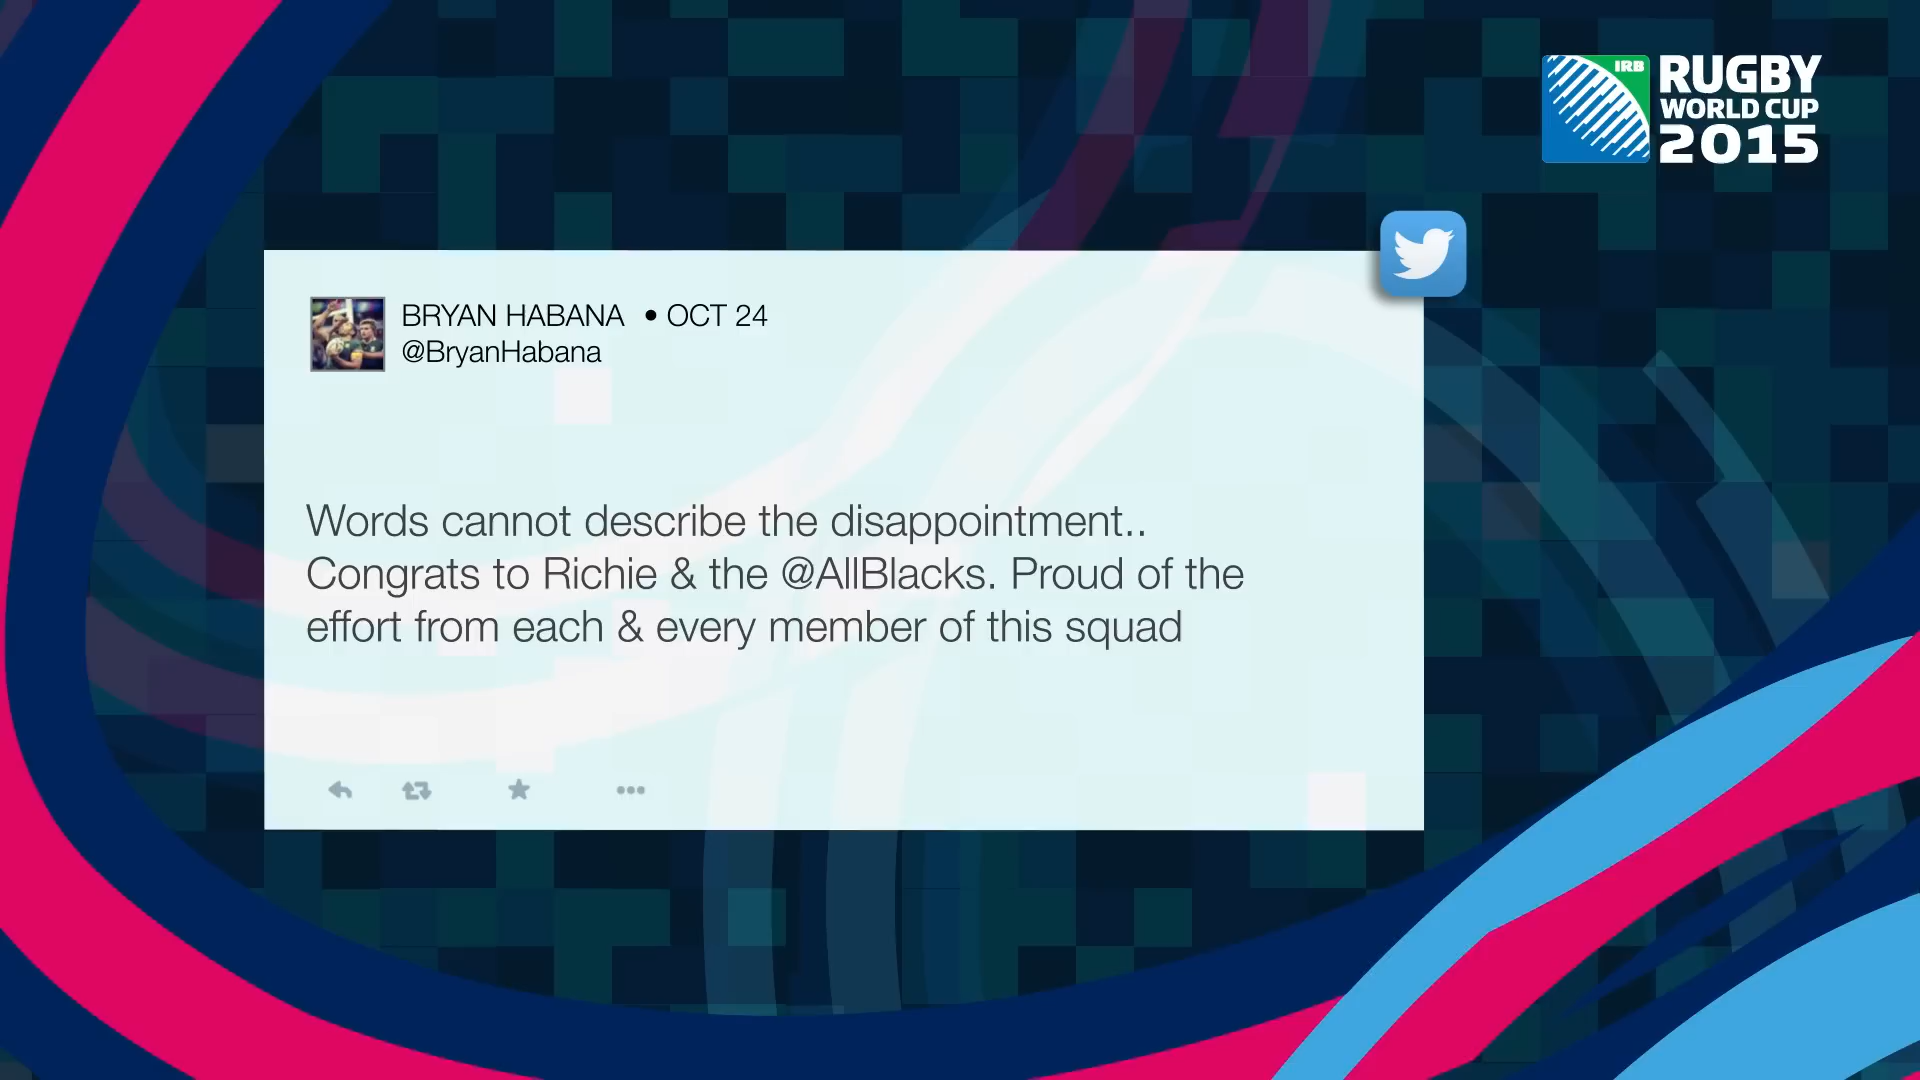 IRB
RUGBY
WORLD CUP
2015
BRYAN HABANA • OCT 24
@BryanHabana
Words cannot describe the disappointment..
Congrats to Richie & the @AllBlacks. Proud of the
effort from each & every member of this squad